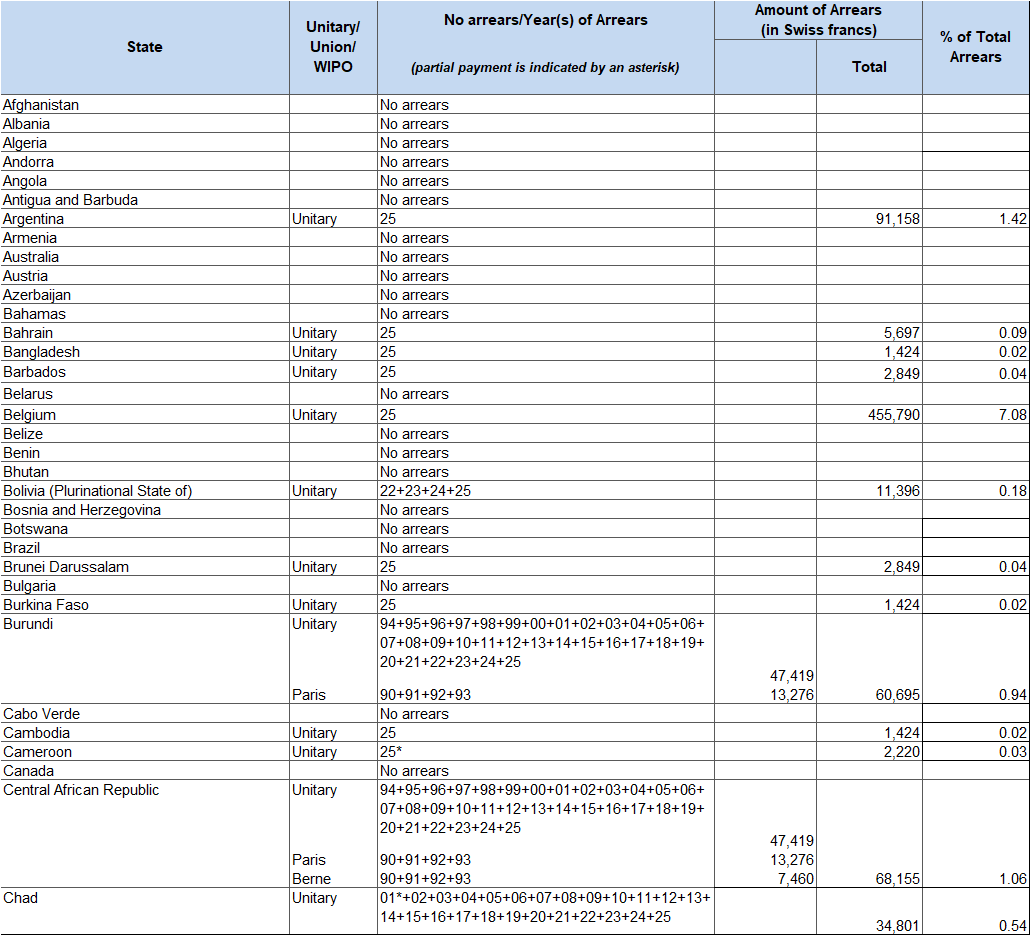 State
Unitary/
Union/
WIPO
No arrears/Year(s) of Arrears
(partial payment is indicated by an asterisk)
Amount of Arrears
(in Swiss francs)
Total
% of Total
Arrears
Afghanistan No arrears
Albania No arrears
Algeria No arrears
Andorra No arrears
Angola No arrears
Antigua and Barbuda No arrears
Argentina Unitary 25 91,158 1.42
Armenia No arrears
Australia No arrears
Austria No arrears
Azerbaijan No arrears
Bahamas No arrears
Bahrain Unitary 25 5,697 0.09
Bangladesh Unitary 25 1,424 0.02
Barbados Unitary 25 2,849 0.04
Belarus No arrears
Belgium Unitary 25 455,790 7.08
Belize No arrears
Benin No arrears
Bhutan No arrears
Bolivia (Plurinational State of) Unitary 22+23+24+25 11,396 0.18
Bosnia and Herzegovina No arrears
Botswana No arrears
Brazil No arrears
Brunei Darussalam Unitary 25 2,849 0.04
Bulgaria No arrears
Burkina Faso Unitary 25 1,424 0.02
Burundi Unitary 94+95+96+97+98+99+00+01+02+03+04+05+06+
07+08+09+10+11+12+13+14+15+16+17+18+19+
20+21+22+23+24+25
47,419
Paris 90+91+92+93 13,276 60,695 0.94
Cabo Verde No arrears
Cambodia Unitary 25 1,424 0.02
Cameroon Unitary 25* 2,220 0.03
Canada No arrears
Central African Republic Unitary 94+95+96+97+98+99+00+01+02+03+04+05+06+
07+08+09+10+11+12+13+14+15+16+17+18+19+
20+21+22+23+24+25
47,419
Paris 90+91+92+93 13,276
Berne 90+91+92+93 7,460 68,155 1.06
Chad Unitary 01*+02+03+04+05+06+07+08+09+10+11+12+13+
14+15+16+17+18+19+20+21+22+23+24+25
34,801 0.54